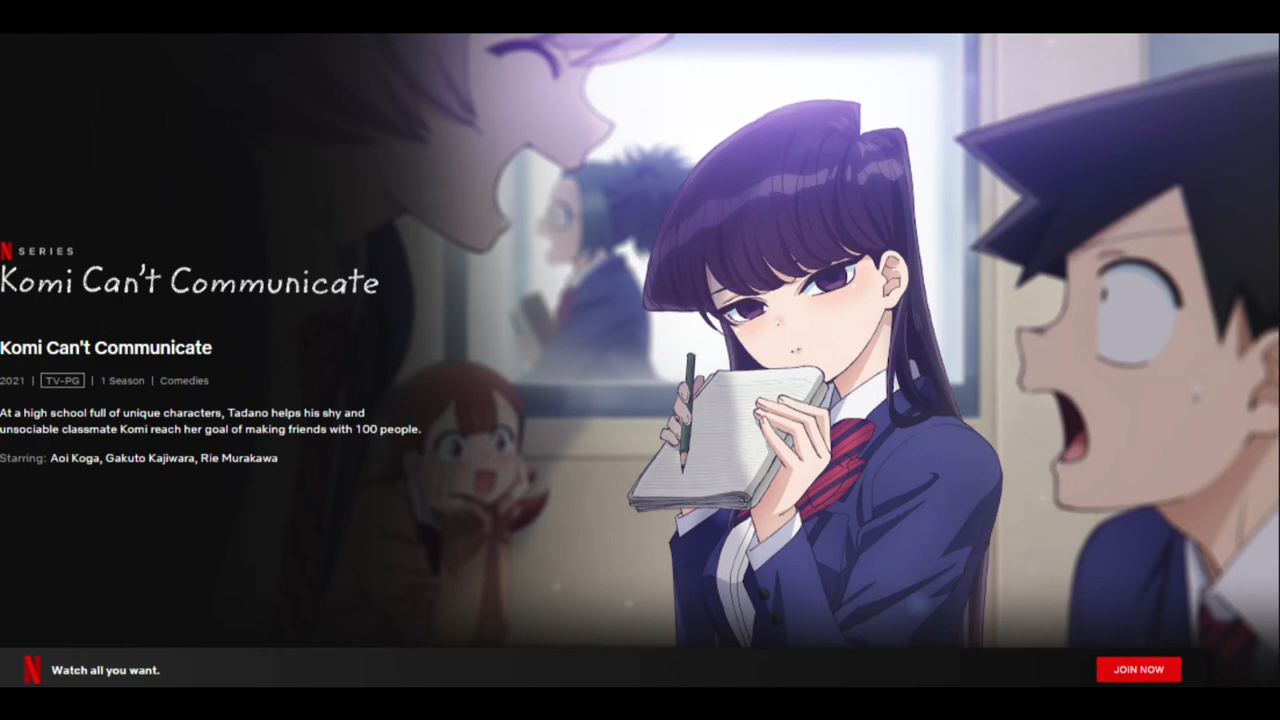 N SERIES
Komi Can't Communicate
Komi Can't Communicate
2021 | TV-PG | 1 Season | Comedies
At a high school full of unique characters, Tadano helps his shy and
unsociable classmate Komi reach her goal of making friends with 100 people.
Starring: Aoi Koga, Gakuto Kajiwara, Rie Murakawa
N Watch all you want.
JOIN NOW